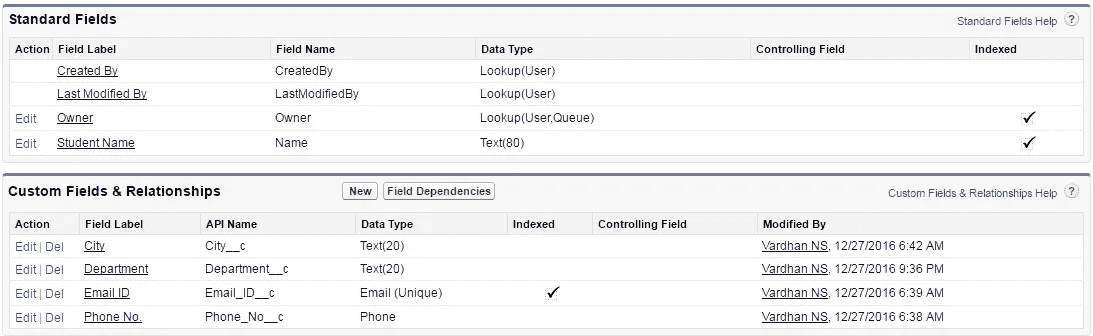 Standard Fields Standard Fields Help ?
Action Field Label Field Name Data Type Controlling Field Indexed
Created By CreatedBy Lookup(User)
Last Modified By LastModifiedBy Lookup(User)
Edit Owner Owner Lookup(User,Queue) ✓
Edit Student Name Name Text(80) ✓
Custom Fields & Relationships New Field Dependencies Custom Fields & Relationships Help ?
Action Field Label API Name Data Type Indexed Controlling Field Modified By
Edit | Del City City__c Text(20) Vardhan NS, 12/27/2016 6:42 AM
Edit | Del Department Department__c Text(20) Vardhan NS, 12/27/2016 9:36 PM
Edit | Del Email ID Email_ID__c Email (Unique) ✓ Vardhan NS, 12/27/2016 6:39 AM
Edit | Del Phone No. Phone_No__c Phone Vardhan NS, 12/27/2016 6:38 AM